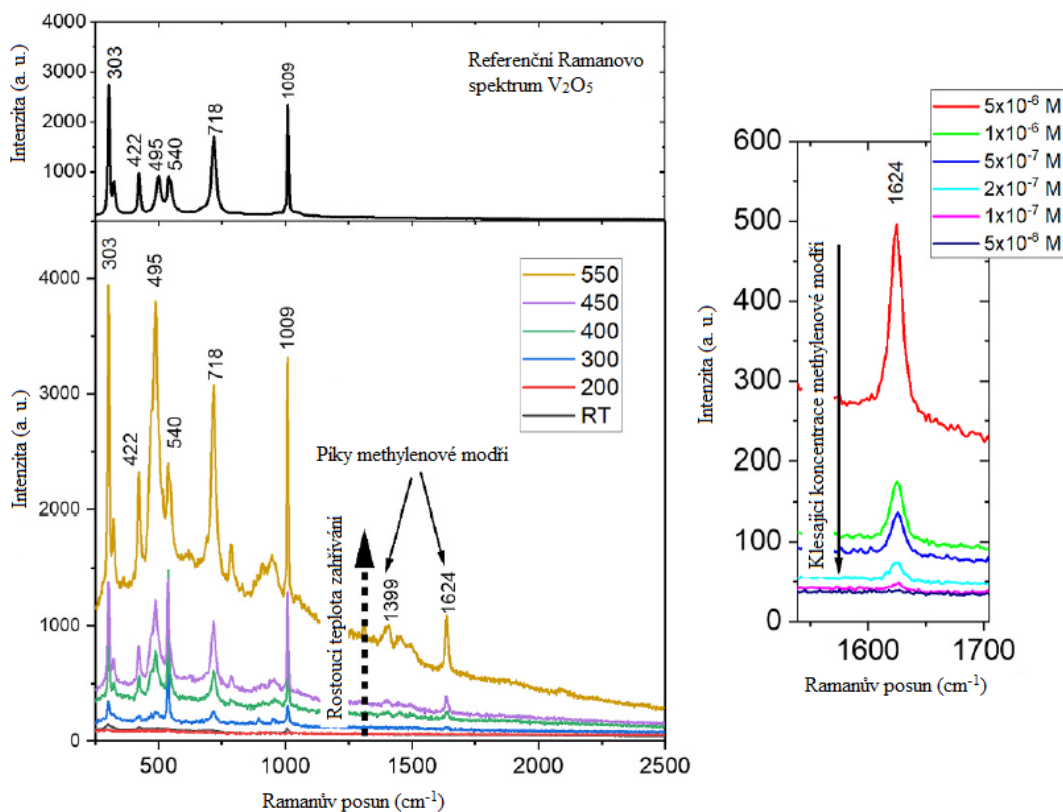 4000
3000
2000
1000
Intenzita (a. u.)
303
422
495
540
718
1009
Referenční Ramanovo
spektrum V₂O₅
4000
3000
2000
1000
0
Intenzita (a. u.)
303
422
495
540
718
1009
550
450
400
300
200
RT
Piky methylenové modři
Rostoucí teplota zahřívání
1399
1624
500
1000
1500
2000
2500
Ramanův posun (cm⁻¹)
5x10⁻⁶ M
1x10⁻⁶ M
5x10⁻⁷ M
2x10⁻⁷ M
1x10⁻⁷ M
5x10⁻⁸ M
600
500
400
300
200
100
0
Intenzita (a. u.)
1624
Klesající koncentrace methylenové modři
1600
1700
Ramanův posun (cm⁻¹)